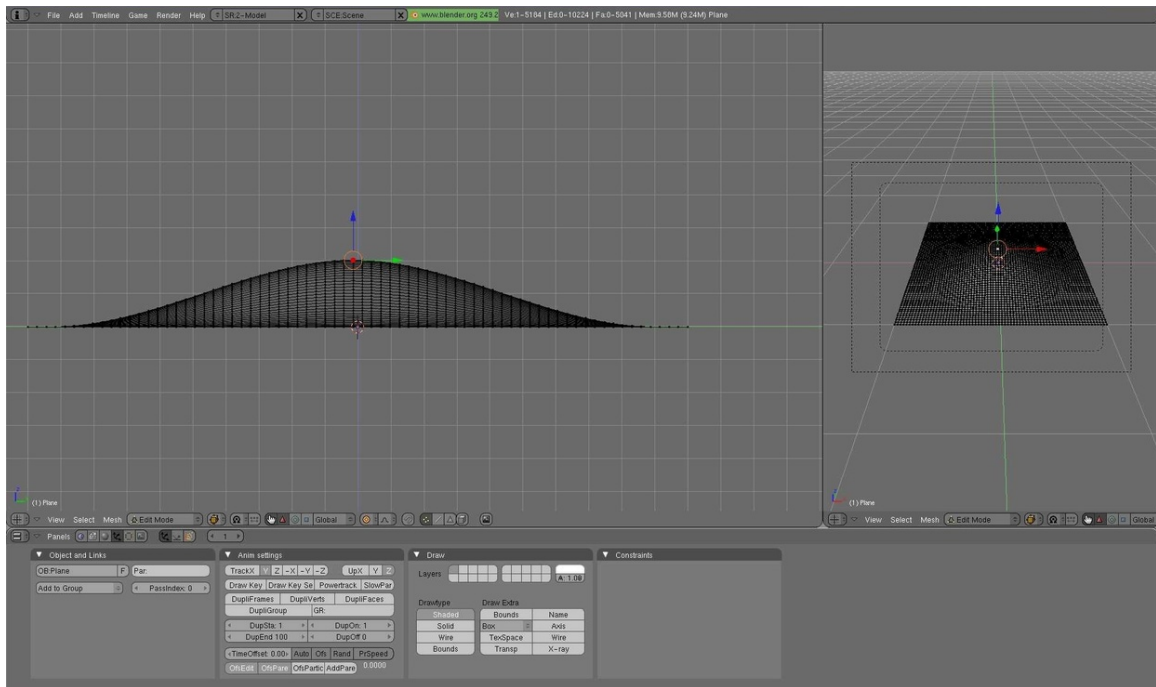 File Add Timeline Game Render Help SR:2-Model X SCE:Scene X www.blender.org 249.2 Ve:1-5184 | Ed:0-10224 | Fa:0-5041 | Mem:9.58M (9.24M) Plane
(1) Plane
(1) Plane
View Select Mesh Edit Mode Global
View Select Mesh Edit Mode Global
Panels 1
Object and Links
OB:Plane F Par:
Add to Group PassIndex: 0
Anim settings
TrackX Y Z -X -Y -Z UpX Y Z
Draw Key Draw Key Se Powertrack SlowPar
DupliFrames DupliVerts DupliFaces
DupliGroup GR:
DupSta: 1 DupOn: 1
DupEnd 100 DupOff 0
TimeOffset: 0.00 Auto Ofs Rand PrSpeed
OfsEdit OfsPare OfsPartic AddPare 0.0000
Draw
Layers A: 1.09
Drawtype Draw Extra
Shaded Bounds Name
Solid Box Axis
Wire TexSpace Wire
Bounds Transp X-ray
Constraints